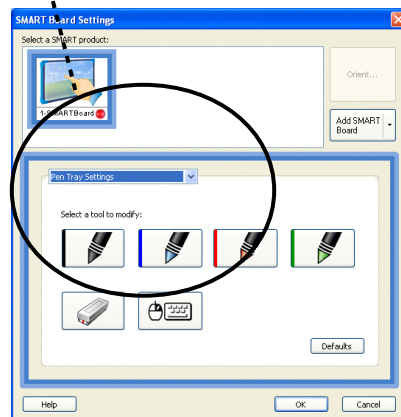 SMART Board Settings
Select a SMART product:
Orient...
1-SMARTBoard
Add SMART
Board
Pen Tray Settings
Select a tool to modify:
Defaults
Help
OK
Cancel